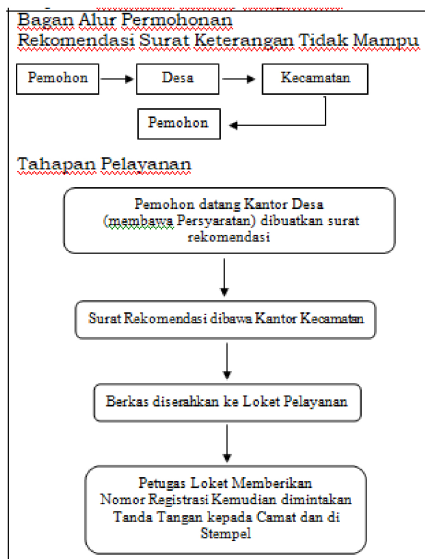 Bagan Alur Permohonan
Rekomendasi Surat Keterangan Tidak Mampu
Pemohon
Desa
Kecamatan
Pemohon
Tahapan Pelayanan
Pemohon datang Kantor Desa
(membawa Persyaratan) dibuatkan surat
rekomendasi
Surat Rekomendasi dibawa Kantor Kecamatan
Berkas diserahkan ke Loket Pelayanan
Petugas Loket Memberikan
Nomor Registrasi Kemudian dimintakan
Tanda Tangan kepada Camat dan di
Stempel